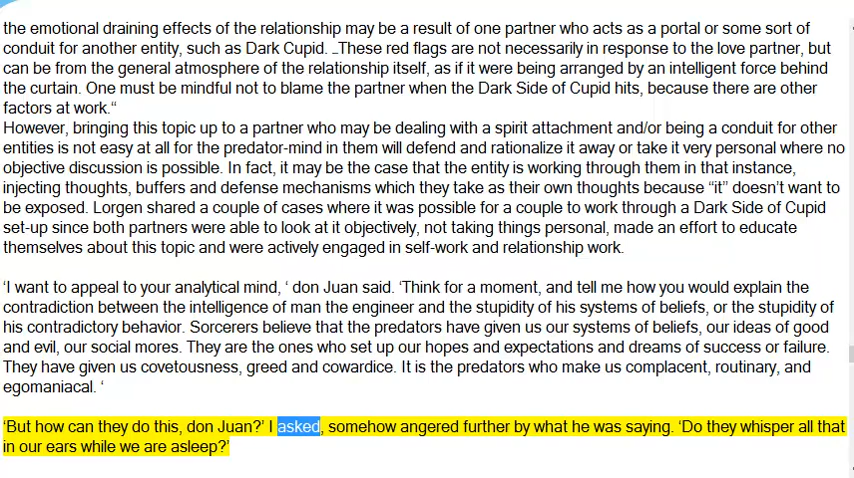 the emotional draining effects of the relationship may be a result of one partner who acts as a portal or some sort of
conduit for another entity, such as Dark Cupid. _These red flags are not necessarily in response to the love partner, but
can be from the general atmosphere of the relationship itself, as if it were being arranged by an intelligent force behind
the curtain. One must be mindful not to blame the partner when the Dark Side of Cupid hits, because there are other
factors at work.“
However, bringing this topic up to a partner who may be dealing with a spirit attachment and/or being a conduit for other
entities is not easy at all for the predator-mind in them will defend and rationalize it away or take it very personal where no
objective discussion is possible. In fact, it may be the case that the entity is working through them in that instance,
injecting thoughts, buffers and defense mechanisms which they take as their own thoughts because “it” doesn’t want to
be exposed. Lorgen shared a couple of cases where it was possible for a couple to work through a Dark Side of Cupid
set-up since both partners were able to look at it objectively, not taking things personal, made an effort to educate
themselves about this topic and were actively engaged in self-work and relationship work.
‘I want to appeal to your analytical mind, ‘ don Juan said. ‘Think for a moment, and tell me how you would explain the
contradiction between the intelligence of man the engineer and the stupidity of his systems of beliefs, or the stupidity of
his contradictory behavior. Sorcerers believe that the predators have given us our systems of beliefs, our ideas of good
and evil, our social mores. They are the ones who set up our hopes and expectations and dreams of success or failure.
They have given us covetousness, greed and cowardice. It is the predators who make us complacent, routinary, and
egomaniacal. ‘
‘But how can they do this, don Juan?’ I asked, somehow angered further by what he was saying. ‘Do they whisper all that
in our ears while we are asleep?’